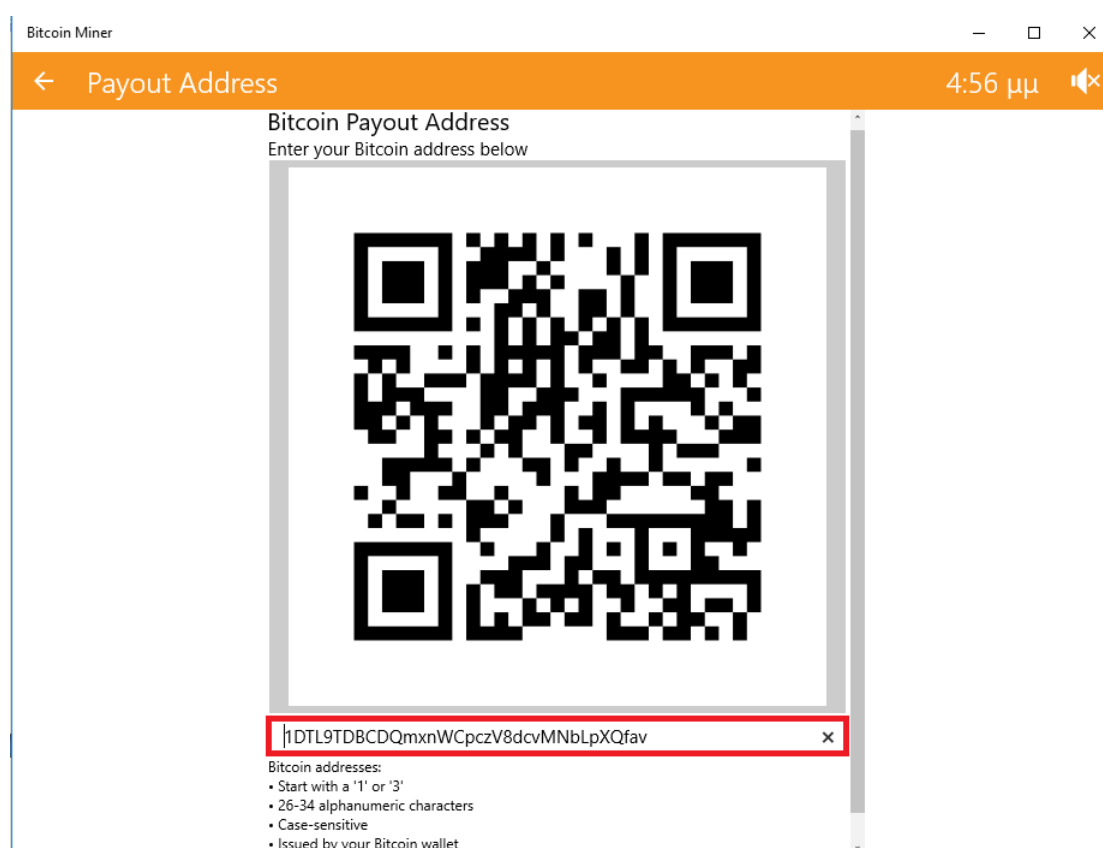 Bitcoin Miner
Payout Address
4:56 μμ
Bitcoin Payout Address
Enter your Bitcoin address below
1DTL9TDBCDQmxnWCpczV8dcvMNbLpXQfav
Bitcoin addresses:
• Start with a '1' or '3'
• 26-34 alphanumeric characters
• Case-sensitive
• Issued by your Bitcoin wallet